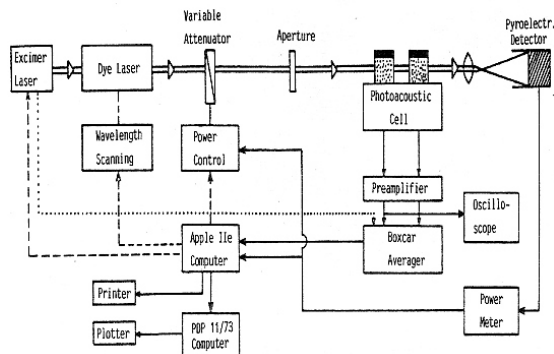 Variable
Attenuator
Aperture
Pyroelectr.
Detector
Excimer
Laser
Dye Laser
Photoacoustic
Cell
Wavelength
Scanning
Power
Control
Preamplifier
Oscillo-
scope
Apple IIe
Computer
Boxcar
Averager
Printer
Power
Meter
Plotter
PDP 11/73
Computer